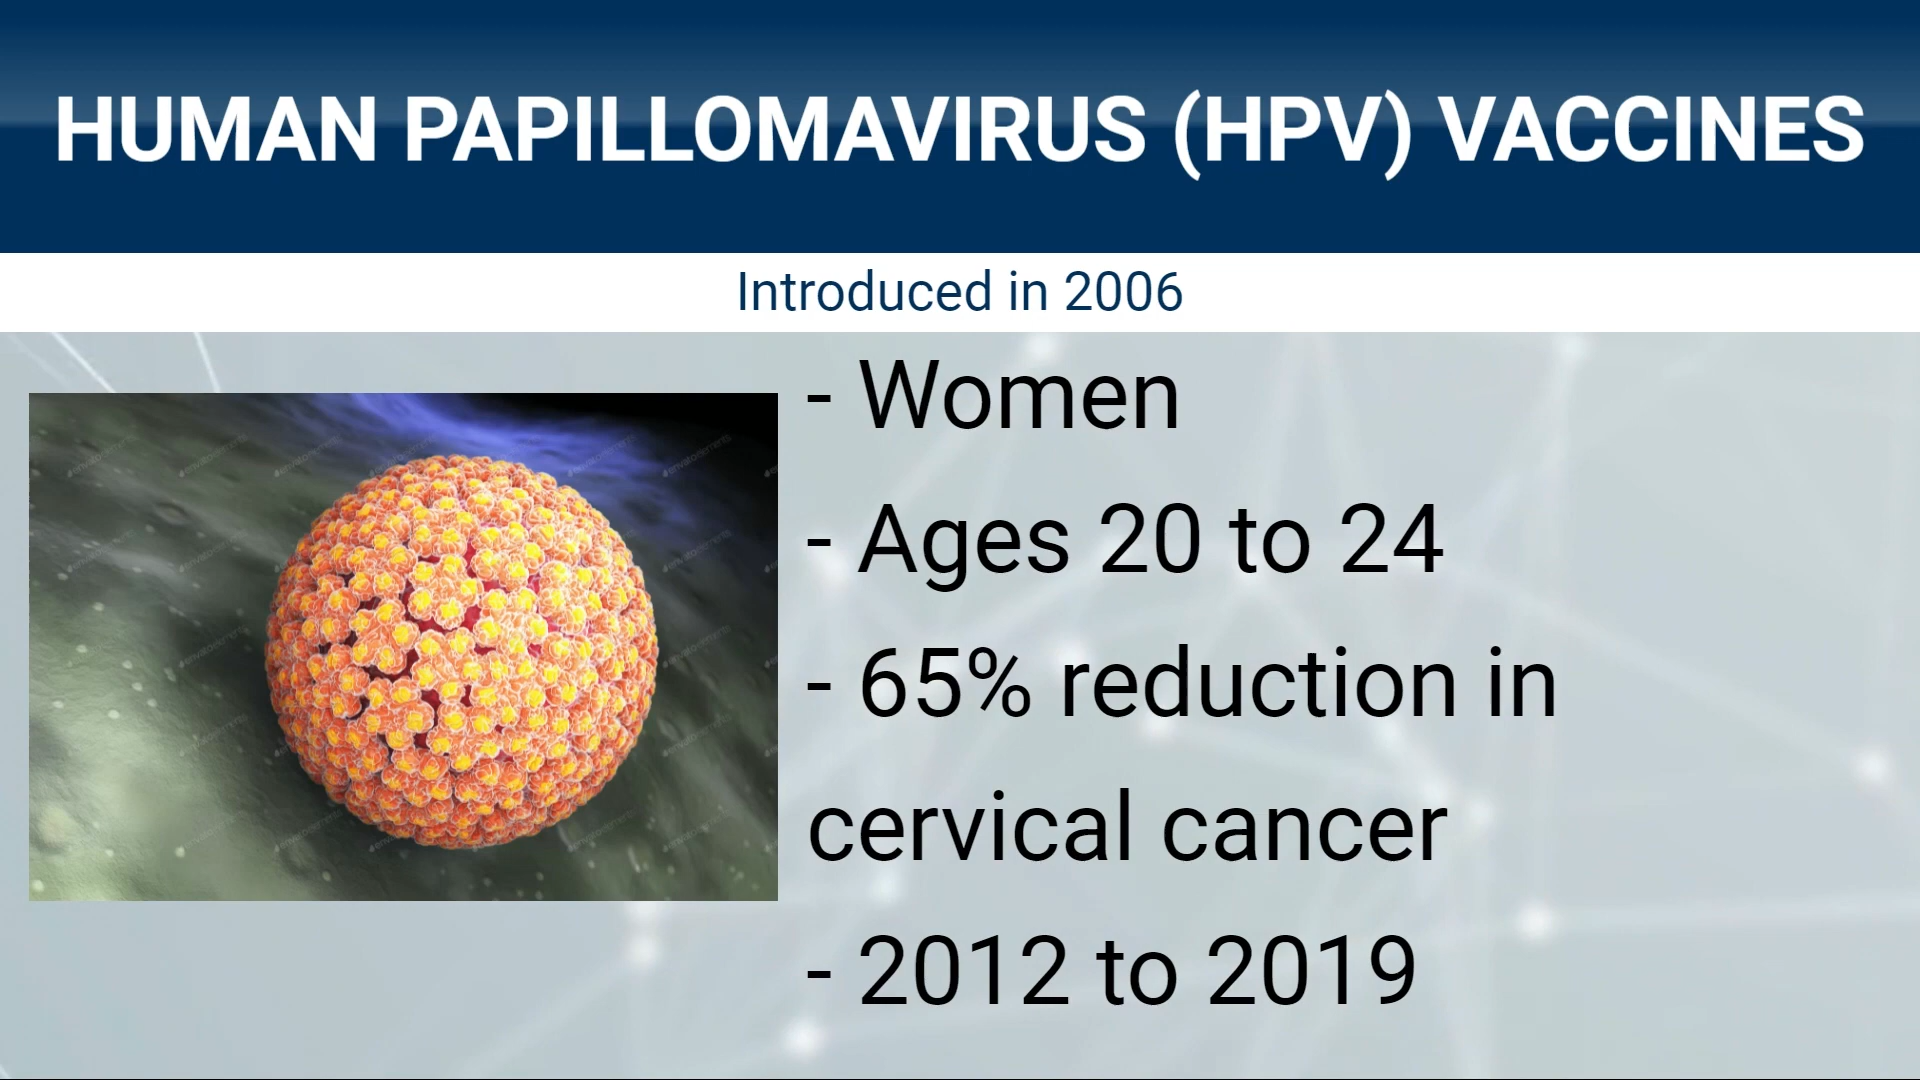 HUMAN PAPILLOMAVIRUS (HPV) VACCINES
Introduced in 2006
- Women
- Ages 20 to 24
- 65% reduction in
cervical cancer
- 2012 to 2019